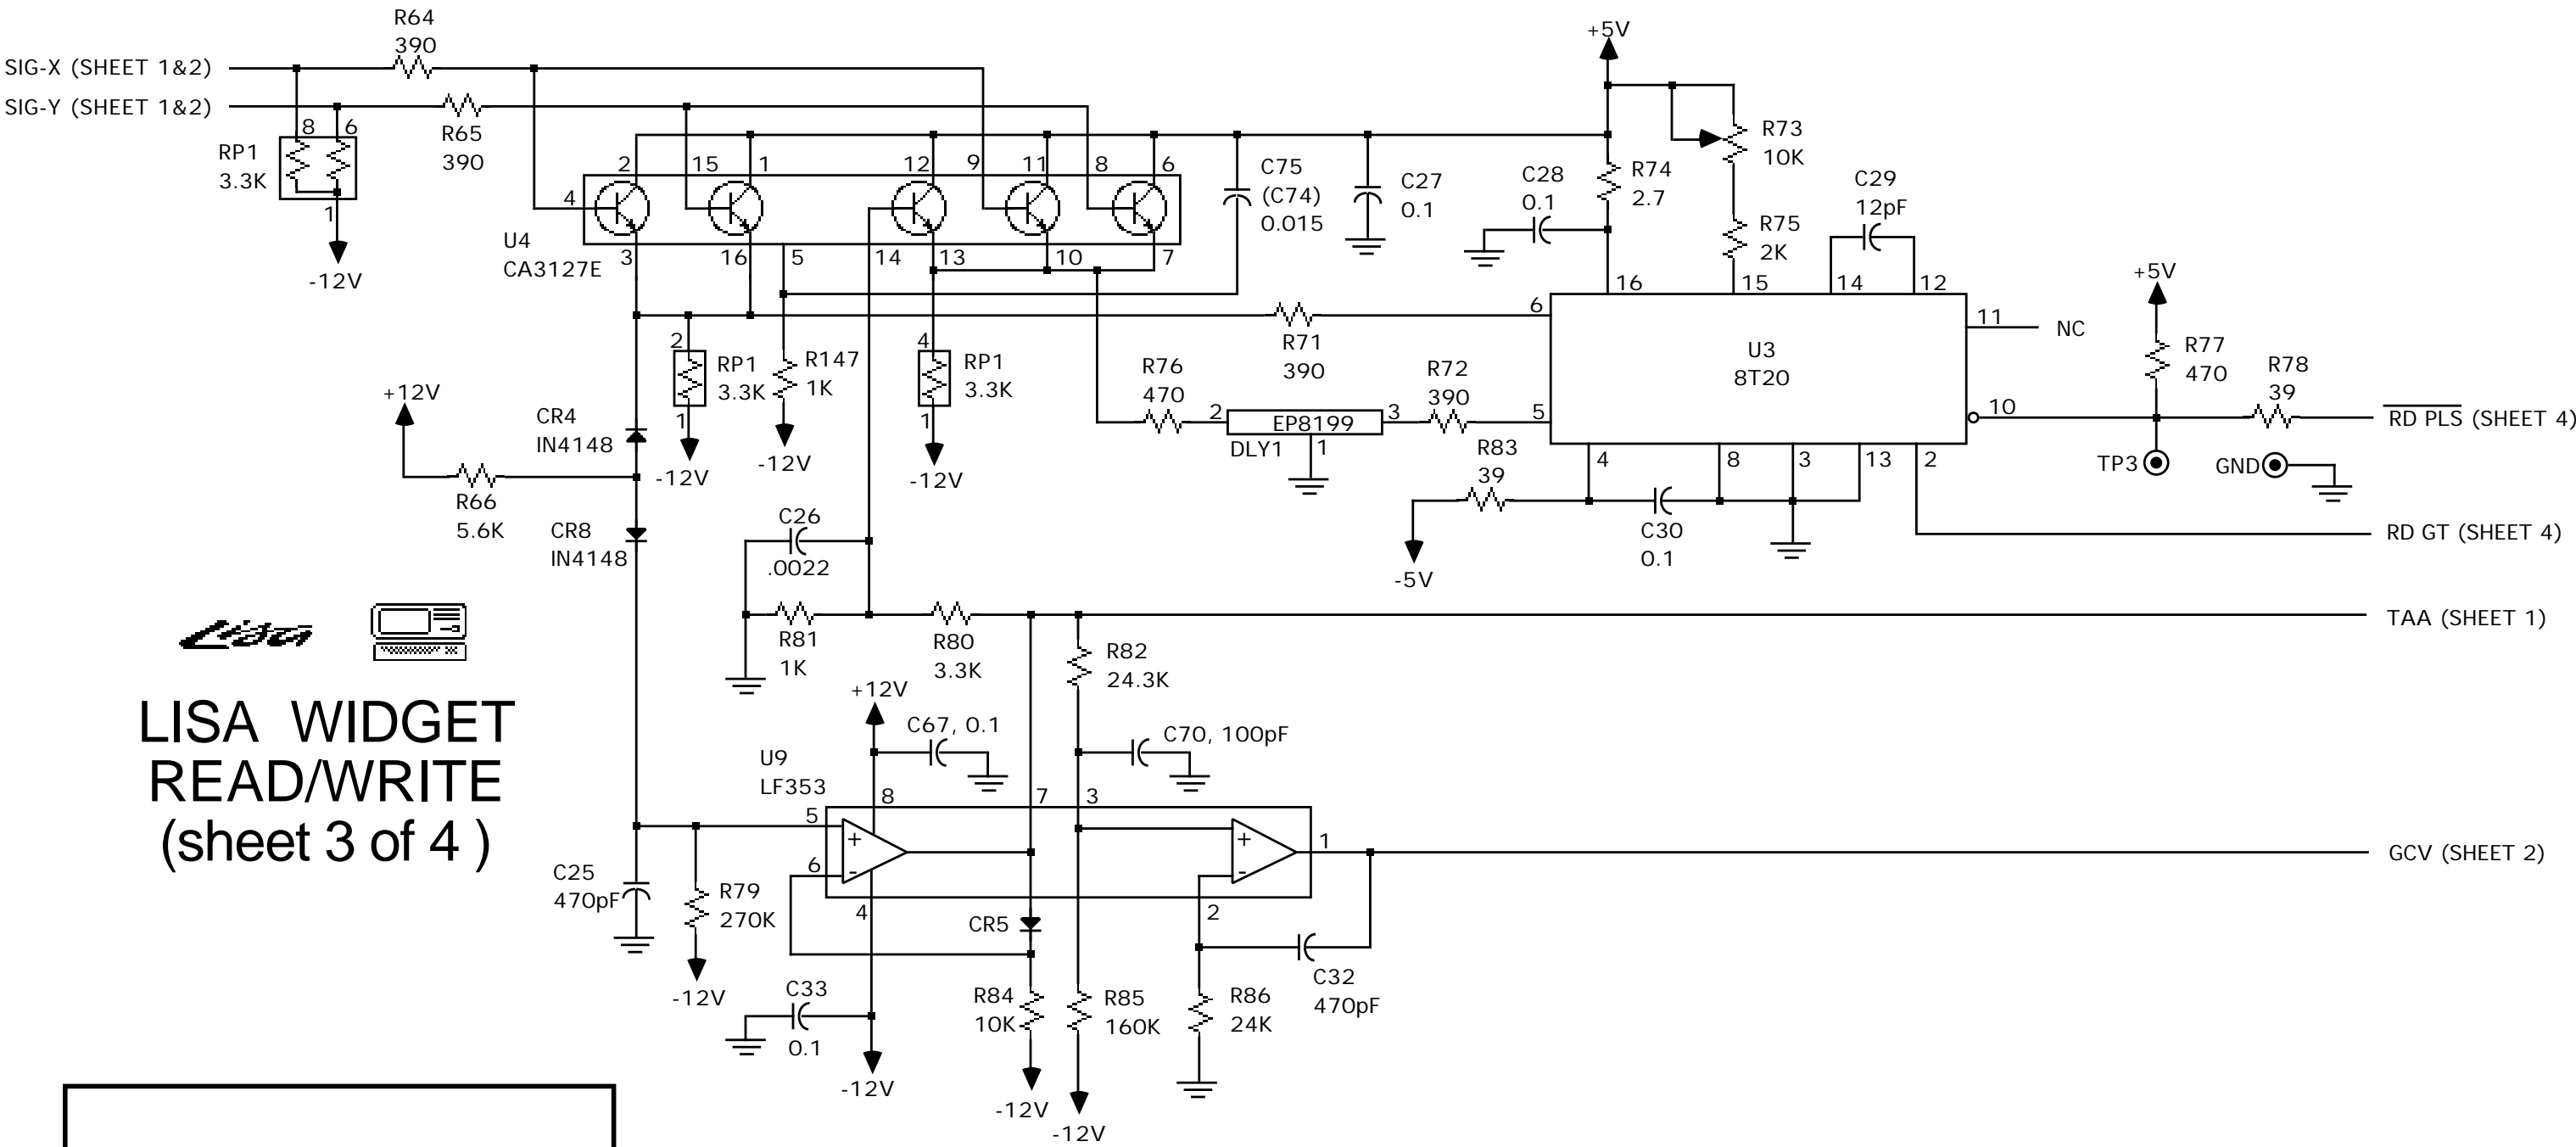 R64
390
SIG-X (SHEET 1&2)
SIG-Y (SHEET 1&2)
R65
390
8
6
RP1
3.3K
1
-12V
2
15
1
12
9
11
8
6
4
U4
CA3127E
3
16
5
14
13
10
7
C75
(C74)
0.015
C27
0.1
+5V
C28
0.1
R74
2.7
R73
10K
R75
2K
C29
12pF
16
15
14
12
6
11
NC
U3
8T20
5
10
4
8
3
13
2
+5V
R77
470
R78
39
RD PLS (SHEET 4)
TP3
GND
R71
390
R76
470
2
EP8199
3
DLY1
1
R72
390
R83
39
-5V
C30
0.1
RD GT (SHEET 4)
2
RP1
3.3K
1
-12V
R147
1K
-12V
4
RP1
3.3K
1
-12V
+12V
CR4
IN4148
R66
5.6K
CR8
IN4148
C26
.0022
R81
1K
R80
3.3K
TAA (SHEET 1)
R82
24.3K
Lisa
LISA WIDGET
READ/WRITE
(sheet 3 of 4 )
+12V
C67, 0.1
C70, 100pF
U9
LF353
8
7
3
5
+
6
-
4
+
-
1
2
GCV (SHEET 2)
C25
470pF
R79
270K
-12V
CR5
C33
0.1
-12V
R84
10K
-12V
R85
160K
-12V
R86
24K
C32
470pF